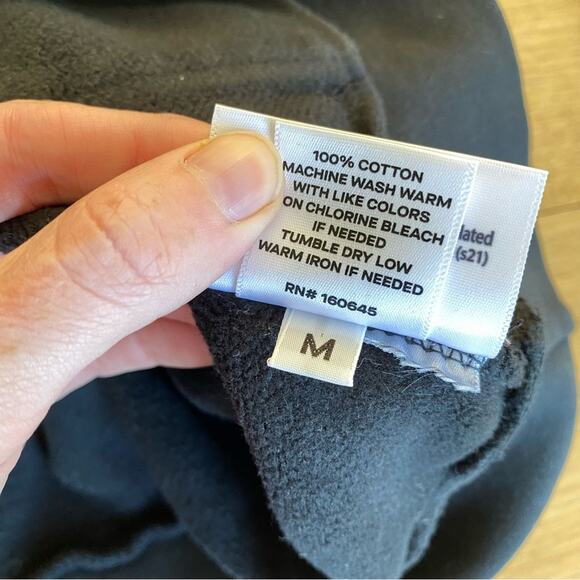 100% COTTON
MACHINE WASH WARM
WITH LIKE COLORS
ON CHLORINE BLEACH
IF NEEDED
TUMBLE DRY LOW
WARM IRON IF NEEDED
RN# 160645
lated
(s21)
M